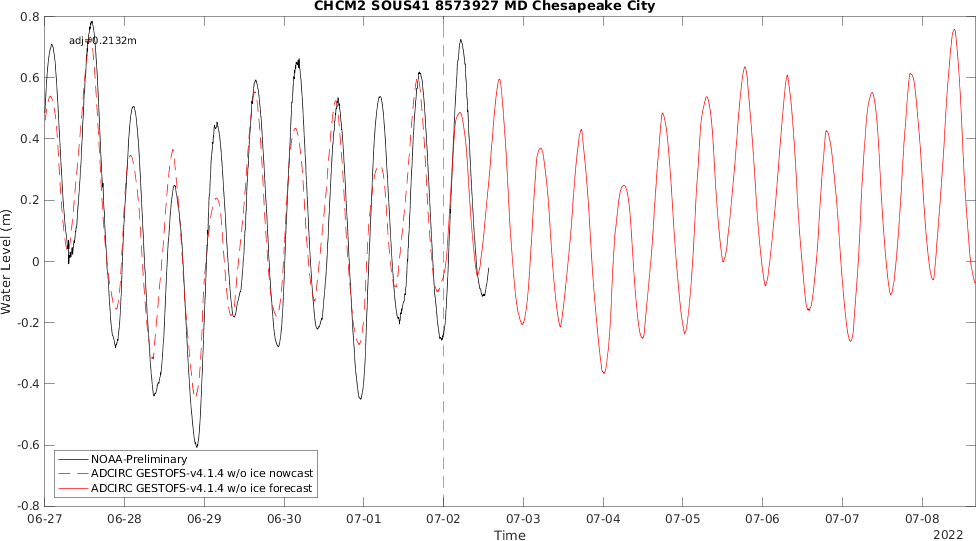 CHCM2 SOUS41 8573927 MD Chesapeake City
adj=0.2132m
0.8
0.6
0.4
0.2
0
-0.2
-0.4
-0.6
-0.8
Water Level (m)
NOAA-Preliminary
ADCIRC GESTOFS-v4.1.4 w/o ice nowcast
ADCIRC GESTOFS-v4.1.4 w/o ice forecast
06-27 06-28 06-29 06-30 07-01 07-02 07-03 07-04 07-05 07-06 07-07 07-08
Time
2022